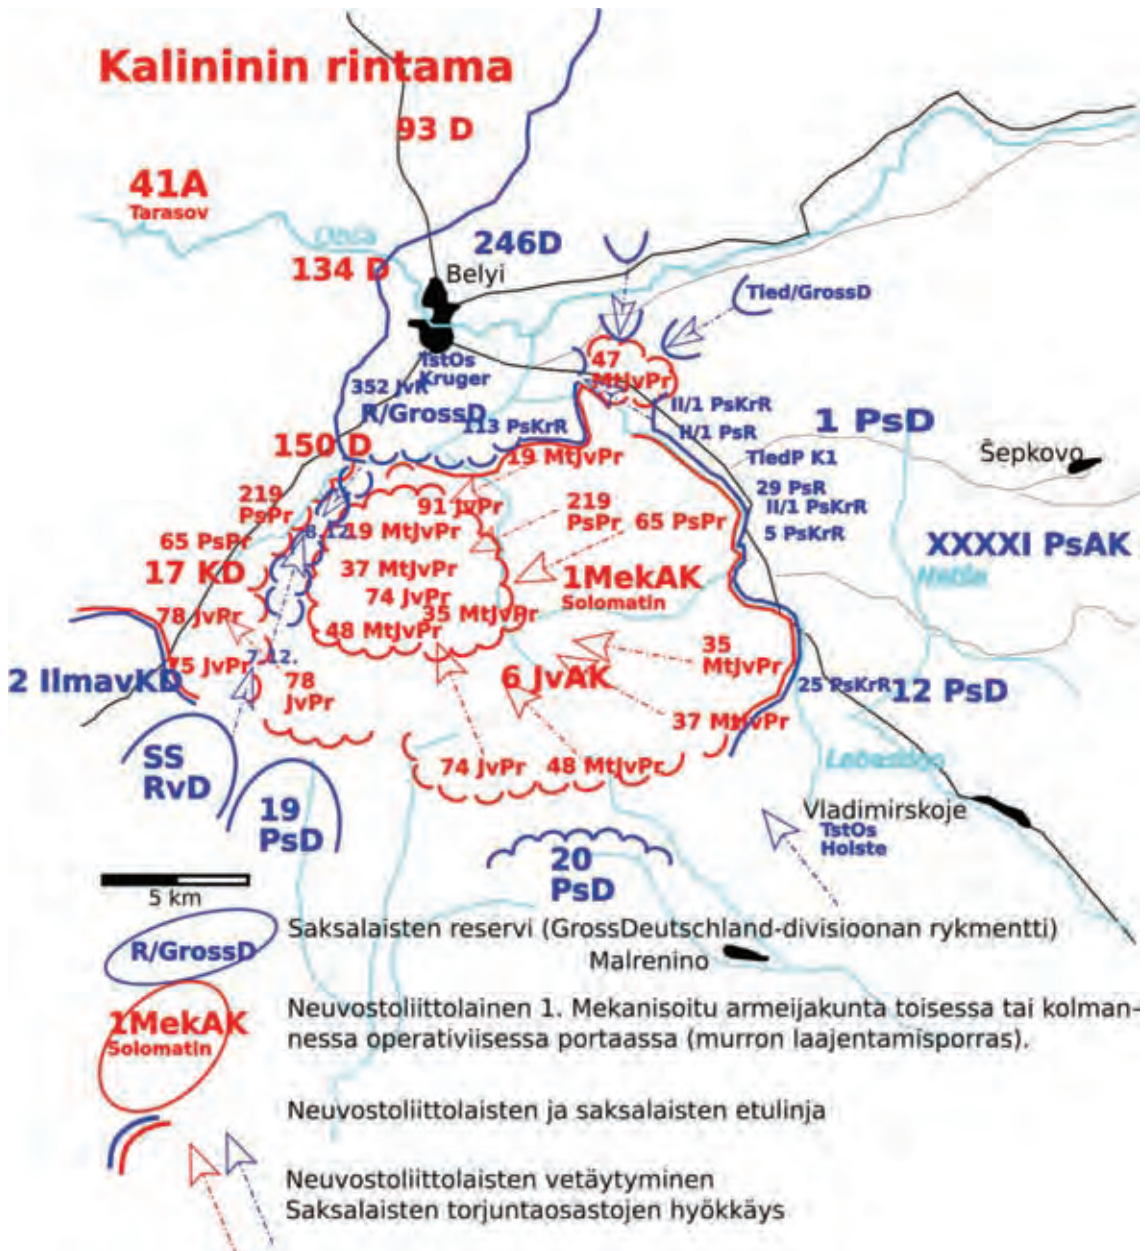 Kalininin rintama
93 D
41A
Tarasov
Obša
246D
134 D
Belyi
Tied/GrossD
TstOs
Kruger
47
MtJvPr
352 JvR
R/GrossD
II/1 PsKrR
113 PsKrR
II/1 PsR
1 PsD
150 D
19 MtJvPr
TiedP K1
Šepkovo
219
PsPr
91 JvPr
219
PsPr
29 PsR
II/1 PsKrR
65 PsPr
8.12.
19 MtJvPr
65 PsPr
5 PsKrR
XXXXI PsAK
17 KD
37 MtJvPr
1MekAK
Solomatin
74 JvPr
78 JvPr
48 MtJvPr
35 MtJvPr
35
MtJvPr
75 JvPr
7.12.
2 IlmavKD
78
JvPr
6 JvAK
25 PsKrR
12 PsD
37 MtJvPr
SS
RvD
74 JvPr
48 MtJvPr
19
PsD
Vladimirskoje
TstOs
Holste
20
PsD
5 km
R/GrossD
Saksalaisten reservi (GrossDeutschland-divisioonan rykmentti)
Malrenino
1MekAK
Solomatin
Neuvostoliittolainen 1. Mekanisoitu armeijakunta toisessa tai kolman-
nessa operatiivisessa portaassa (murron laajentamisporras).
Neuvostoliittolaisten ja saksalaisten etulinja
Neuvostoliittolaisten vetäytyminen
Saksalaisten torjuntaosastojen hyökkäys